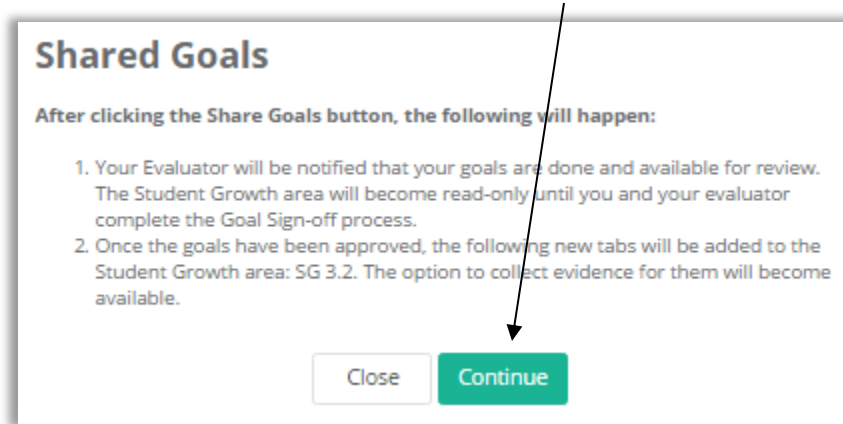 Shared Goals
After clicking the Share Goals button, the following will happen:
1. Your Evaluator will be notified that your goals are done and available for review.
The Student Growth area will become read-only until you and your evaluator
complete the Goal Sign-off process.
2. Once the goals have been approved, the following new tabs will be added to the
Student Growth area: SG 3.2. The option to collect evidence for them will become
available.
Close Continue